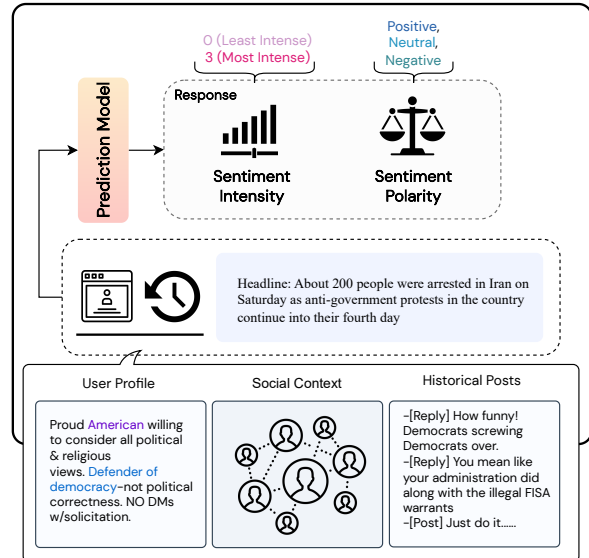 0 (Least Intense)
3 (Most Intense)
Positive,
Neutral,
Negative
Prediction Model
Response
Sentiment
Intensity
Sentiment
Polarity
Headline: About 200 people were arrested in Iran on
Saturday as anti-government protests in the country
continue into their fourth day
User Profile
Social Context
Historical Posts
Proud American willing
to consider all political
& religious
views. Defender of
democracy-not political
correctness. NO DMs
w/solicitation.
-[Reply] How funny!
Democrats screwing
Democrats over.
-[Reply] You mean like
your administration did
along with the illegal FISA
warrants
-[Post] Just do it......